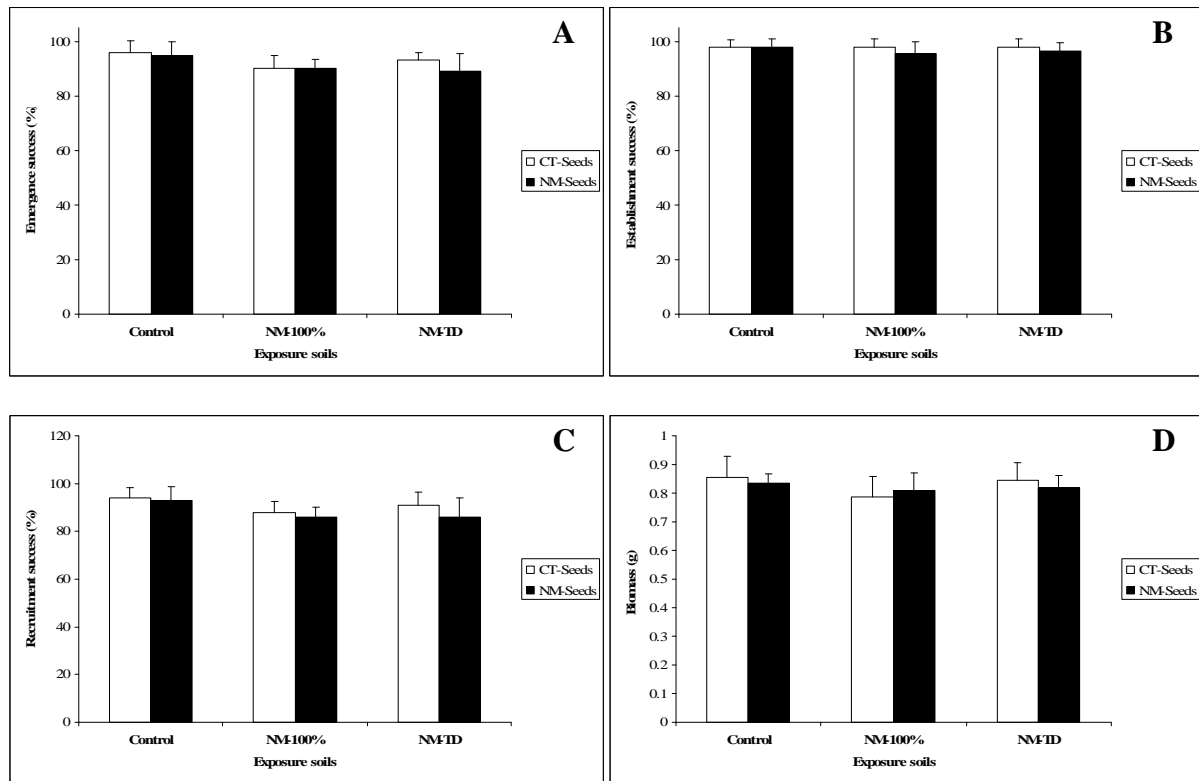 A
Emergence success (%)
100
80
60
40
20
0
Control
NM-100%
NM-TD
Exposure soils
CT-Seeds
NM-Seeds
B
Establishment success (%)
100
80
60
40
20
0
Control
NM-100%
NM-TD
Exposure soils
CT-Seeds
NM-Seeds
C
Recruitment success (%)
120
100
80
60
40
20
0
Control
NM-100%
NM-TD
Exposure soils
CT-Seeds
NM-Seeds
D
Biomass (g)
1
0.9
0.8
0.7
0.6
0.5
0.4
0.3
0.2
0.1
0
Control
NM-100%
NM-TD
Exposure soils
CT-Seeds
NM-Seeds